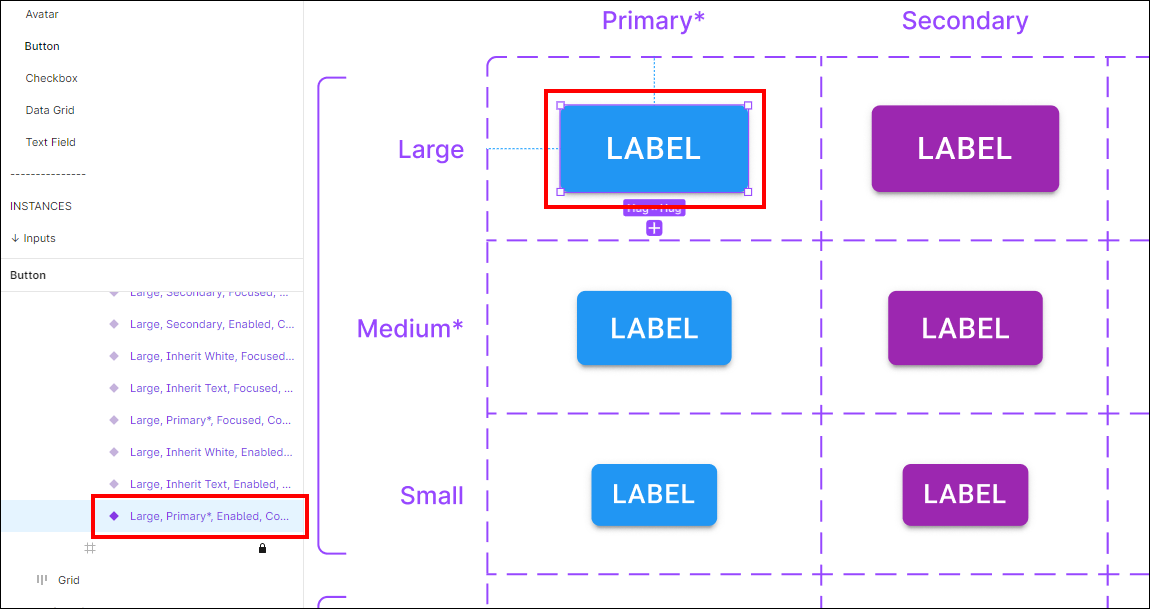 Avatar
Button
Checkbox
Data Grid
Text Field
---------------
INSTANCES
↓ Inputs
Button
Large, Secondary, Focused, ...
Large, Secondary, Enabled, C...
Large, Inherit White, Focused...
Large, Inherit Text, Focused, ...
Large, Primary*, Focused, Co...
Large, Inherit White, Enabled...
Large, Inherit Text, Enabled, ...
Large, Primary*, Enabled, Co...
Grid
Primary* Secondary
Large LABEL LABEL
Hug × Hug
Medium* LABEL LABEL
Small LABEL LABEL